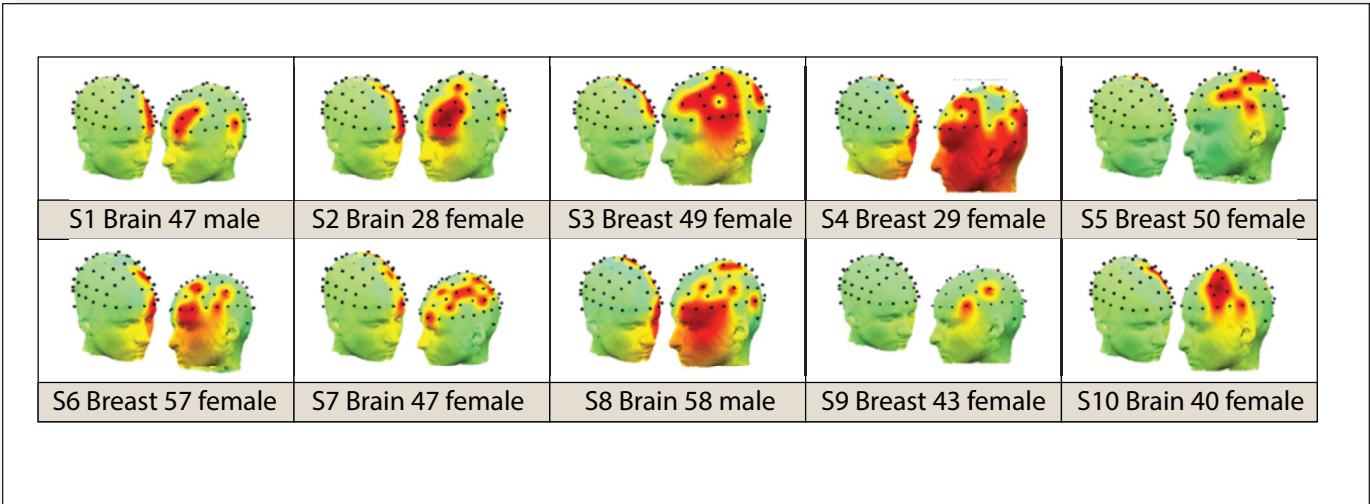 S1 Brain 47 male
S2 Brain 28 female
S3 Breast 49 female
S4 Breast 29 female
S5 Breast 50 female
S6 Breast 57 female
S7 Brain 47 female
S8 Brain 58 male
S9 Breast 43 female
S10 Brain 40 female